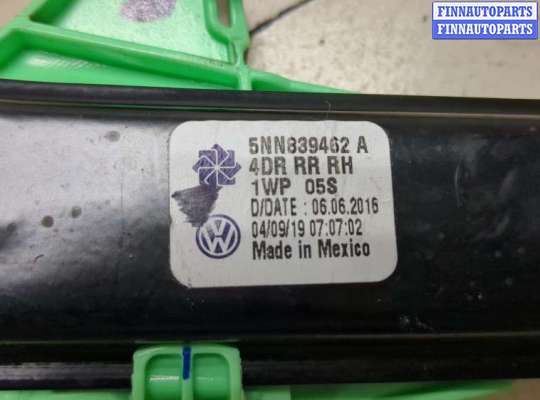 FINNAUTOPARTS
FINNAUTOPARTS
5NN839462 A
4DR RR RH
1WP 05S
D/DATE : 06.06.2016
04/09/19 07:07:02
Made in Mexico